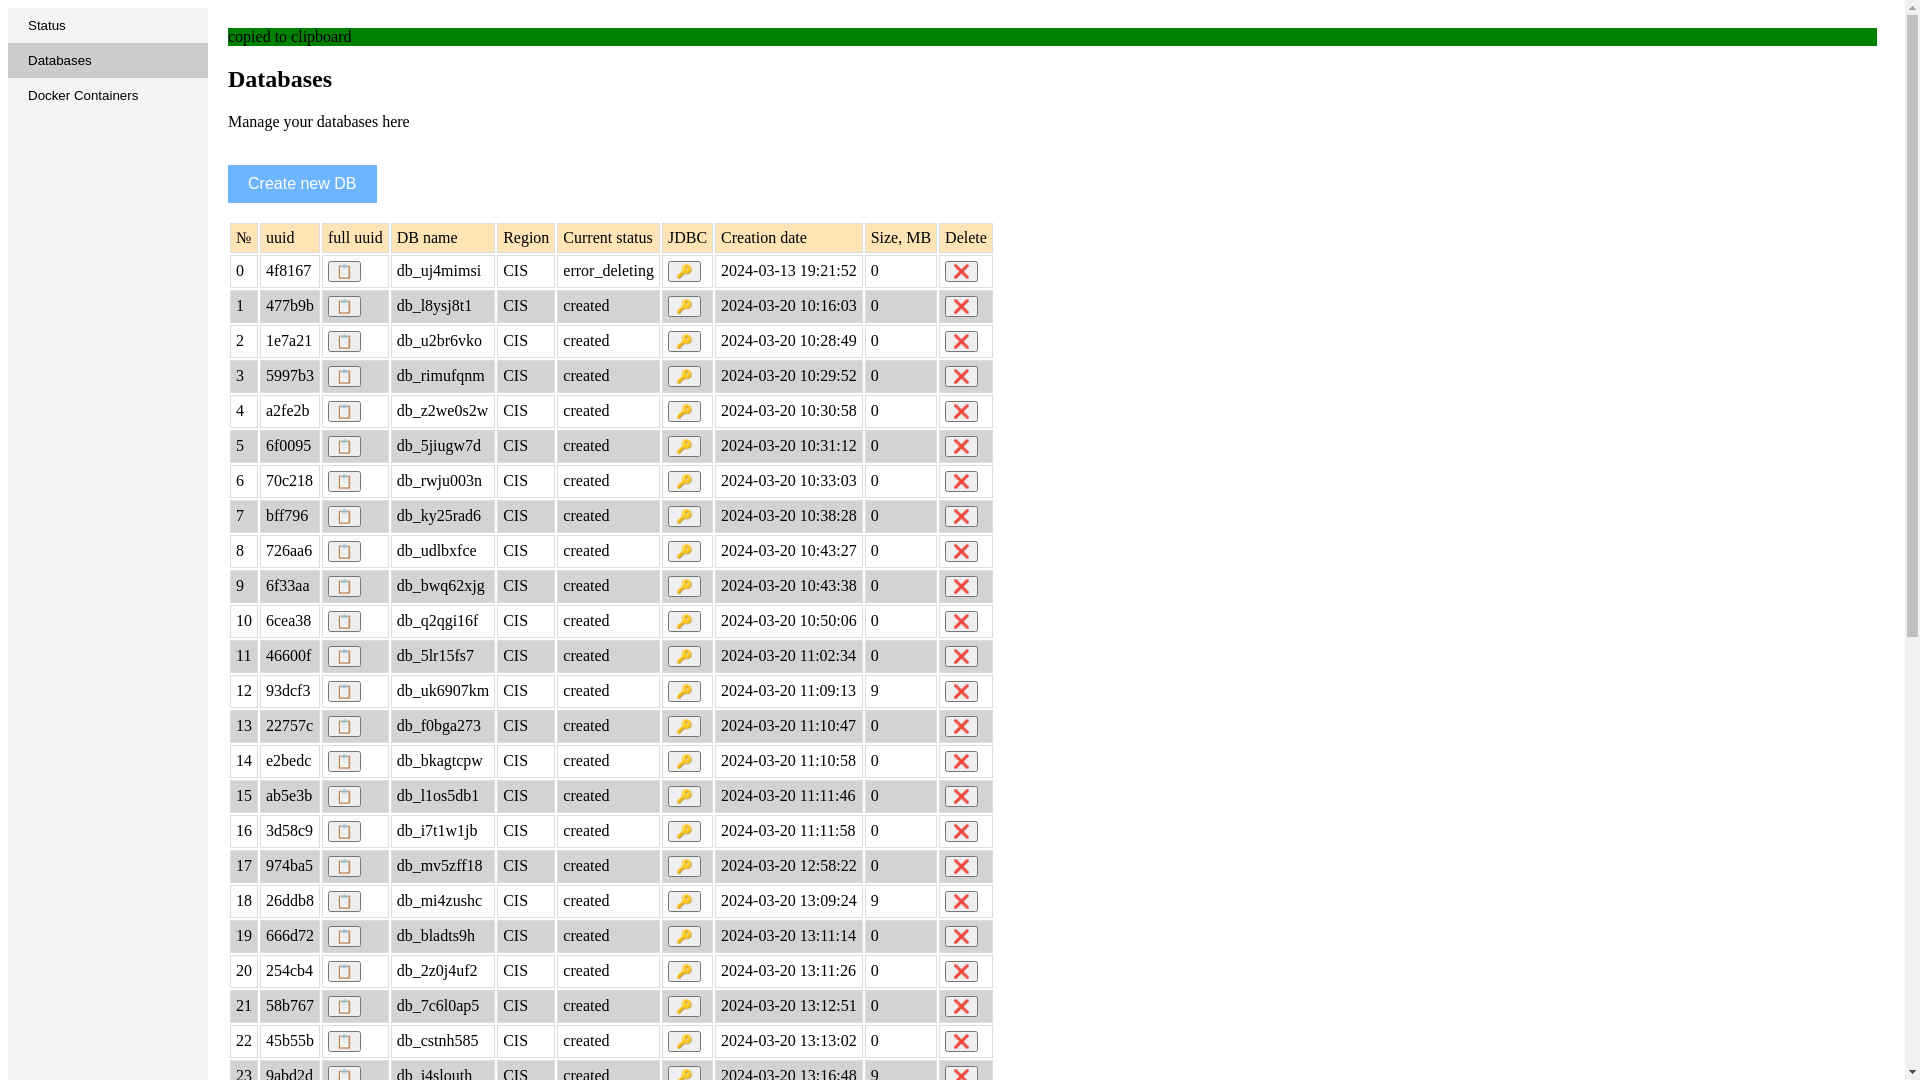 Status
Databases
Docker Containers
copied to clipboard
Databases
Manage your databases here
Create new DB
№ uuid full uuid DB name Region Current status JDBC Creation date Size, MB Delete
0 4f8167 db_uj4mimsi CIS error_deleting 2024-03-13 19:21:52 0
1 477b9b db_l8ysj8t1 CIS created 2024-03-20 10:16:03 0
2 1e7a21 db_u2br6vko CIS created 2024-03-20 10:28:49 0
3 5997b3 db_rimufqnm CIS created 2024-03-20 10:29:52 0
4 a2fe2b db_z2we0s2w CIS created 2024-03-20 10:30:58 0
5 6f0095 db_5jiugw7d CIS created 2024-03-20 10:31:12 0
6 70c218 db_rwju003n CIS created 2024-03-20 10:33:03 0
7 bff796 db_ky25rad6 CIS created 2024-03-20 10:38:28 0
8 726aa6 db_udlbxfce CIS created 2024-03-20 10:43:27 0
9 6f33aa db_bwq62xjg CIS created 2024-03-20 10:43:38 0
10 6cea38 db_q2qgi16f CIS created 2024-03-20 10:50:06 0
11 46600f db_5lr15fs7 CIS created 2024-03-20 11:02:34 0
12 93dcf3 db_uk6907km CIS created 2024-03-20 11:09:13 9
13 22757c db_f0bga273 CIS created 2024-03-20 11:10:47 0
14 e2bedc db_bkagtcpw CIS created 2024-03-20 11:10:58 0
15 ab5e3b db_l1os5db1 CIS created 2024-03-20 11:11:46 0
16 3d58c9 db_i7t1w1jb CIS created 2024-03-20 11:11:58 0
17 974ba5 db_mv5zff18 CIS created 2024-03-20 12:58:22 0
18 26ddb8 db_mi4zushc CIS created 2024-03-20 13:09:24 9
19 666d72 db_bladts9h CIS created 2024-03-20 13:11:14 0
20 254cb4 db_2z0j4uf2 CIS created 2024-03-20 13:11:26 0
21 58b767 db_7c6l0ap5 CIS created 2024-03-20 13:12:51 0
22 45b55b db_cstnh585 CIS created 2024-03-20 13:13:02 0
23 9abd2d db_i4slouth CIS created 2024-03-20 13:16:48 9